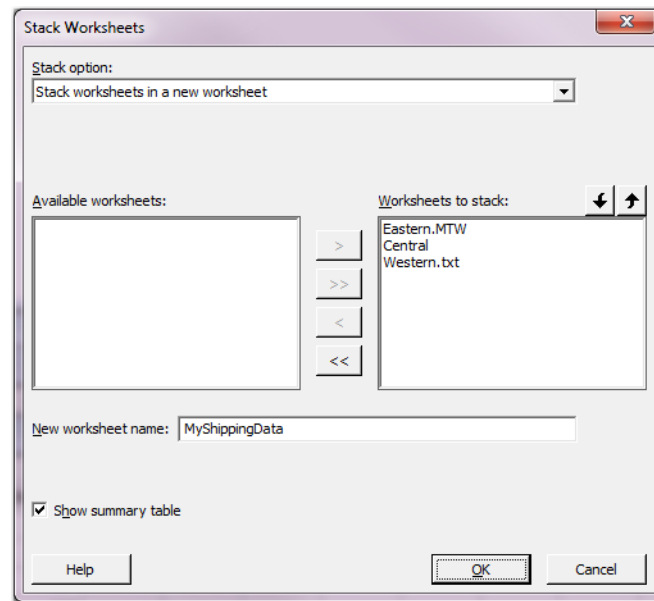 Stack Worksheets
x
Stack option:
Stack worksheets in a new worksheet
Available worksheets:
Worksheets to stack:
Eastern.MTW
Central
Western.txt
>
>>
<
<<
New worksheet name: MyShippingData
Show summary table
Help OK Cancel